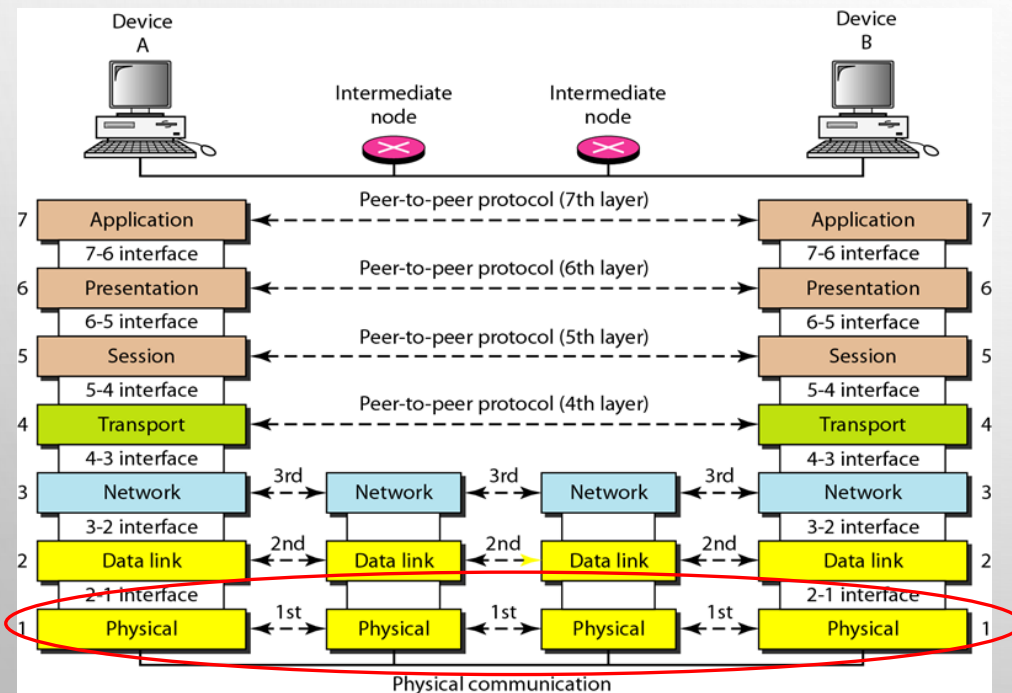 Device
A
Device
B
Intermediate
node
Intermediate
node
Peer-to-peer protocol (7th layer)
7 Application Application 7
7-6 interface 7-6 interface
Peer-to-peer protocol (6th layer)
6 Presentation Presentation 6
6-5 interface 6-5 interface
Peer-to-peer protocol (5th layer)
5 Session Session 5
5-4 interface 5-4 interface
Peer-to-peer protocol (4th layer)
4 Transport Transport 4
4-3 interface 4-3 interface
3 Network 3rd Network 3rd Network 3rd Network 3
3-2 interface 3-2 interface
2 Data link 2nd Data link 2nd Data link 2nd Data link 2
2-1 interface 2-1 interface
1 Physical 1st Physical 1st Physical 1st Physical 1
Physical communication